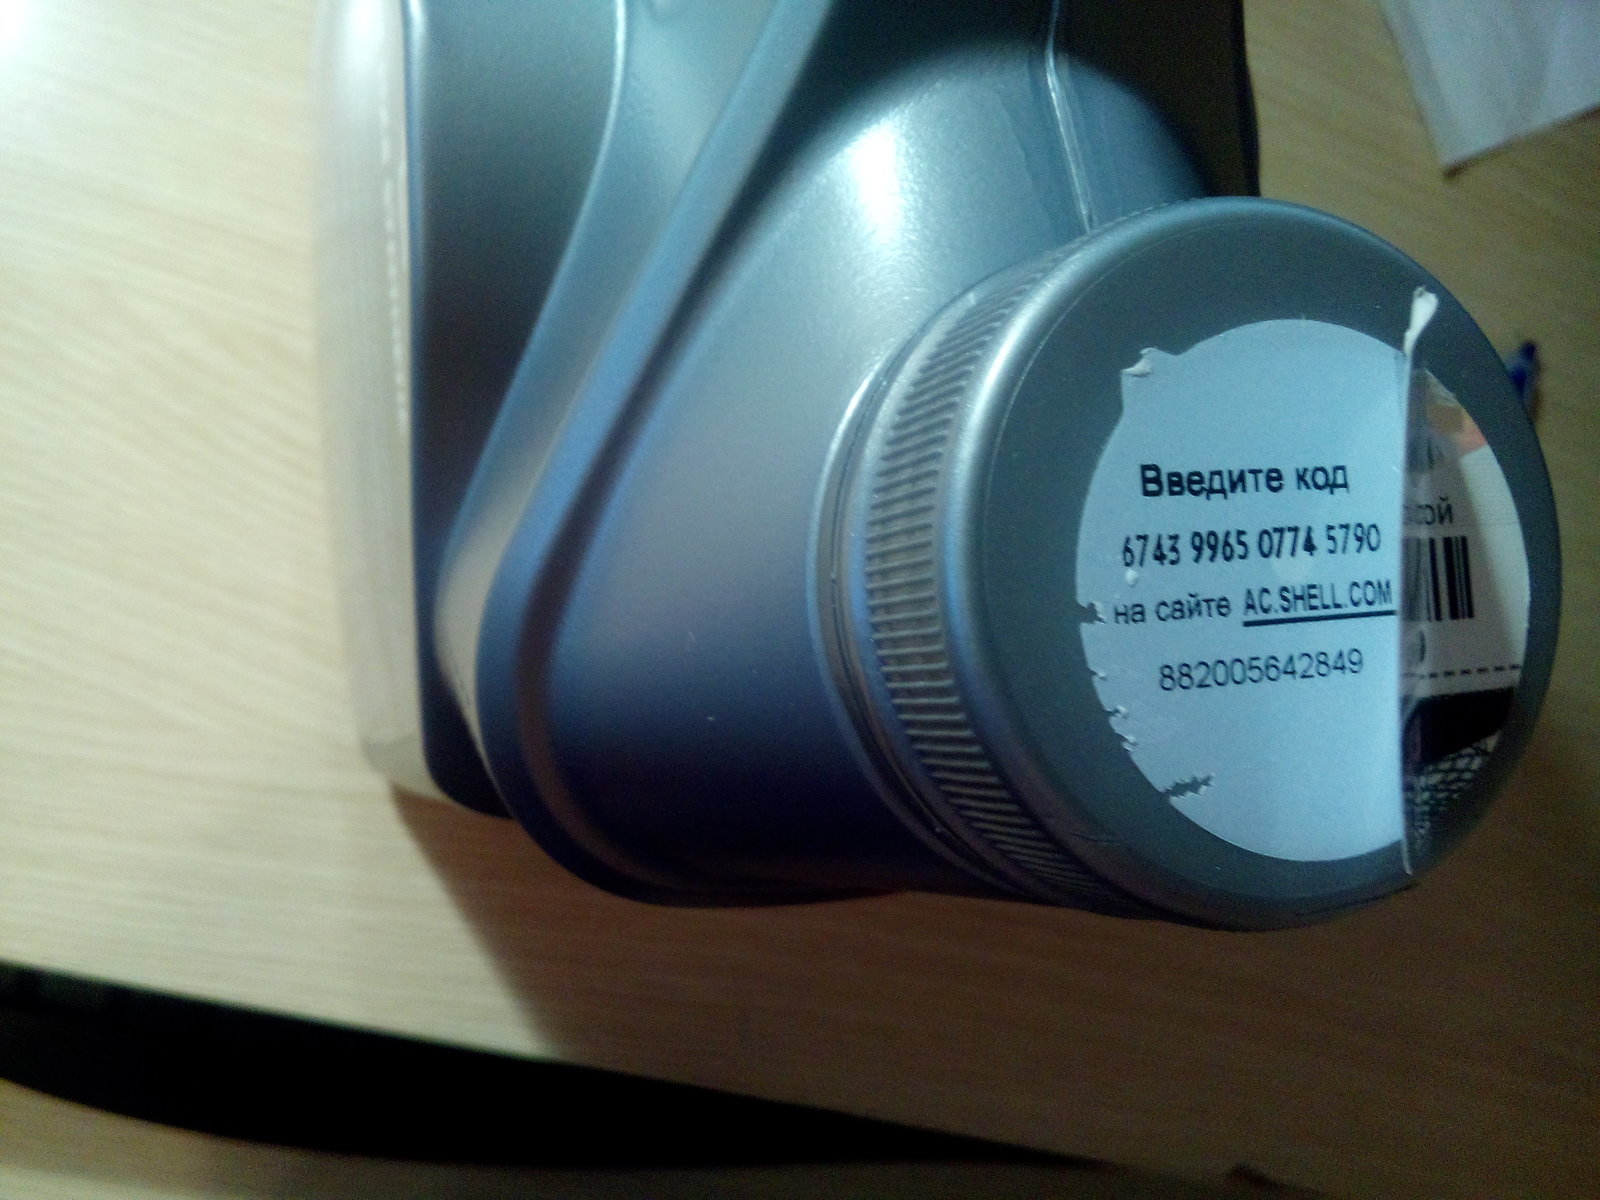 Введите код
6743 9965 0774 5790
на сайте AC.SHELL.COM
882005642849